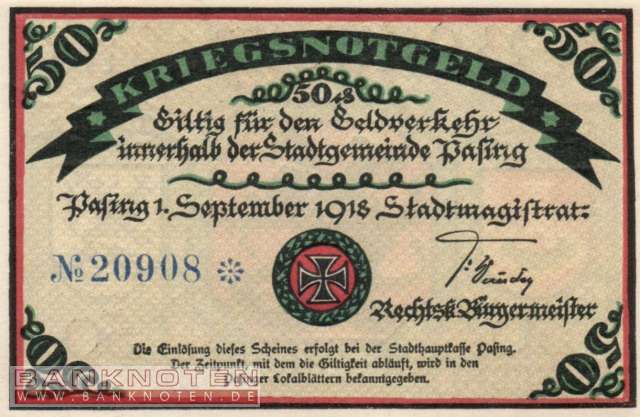 50 50
KRIEGSNOTGELD
50 ₰
Giltig für den Geldverkehr
innerhalb der Stadtgemeinde Pasing
Pasing 1. September 1918 Stadtmagistrat:
№ 20908 *
Rechtsk. Bürgermeister
Die Einlösung dieses Scheines erfolgt bei der Stadthauptkasse Pasing.
Der Zeitpunkt, mit dem die Giltigkeit abläuft, wird in den
Pasinger Lokalblättern bekanntgegeben.
50 50
BANKNOTEN
WWW.BANKNOTEN.DE